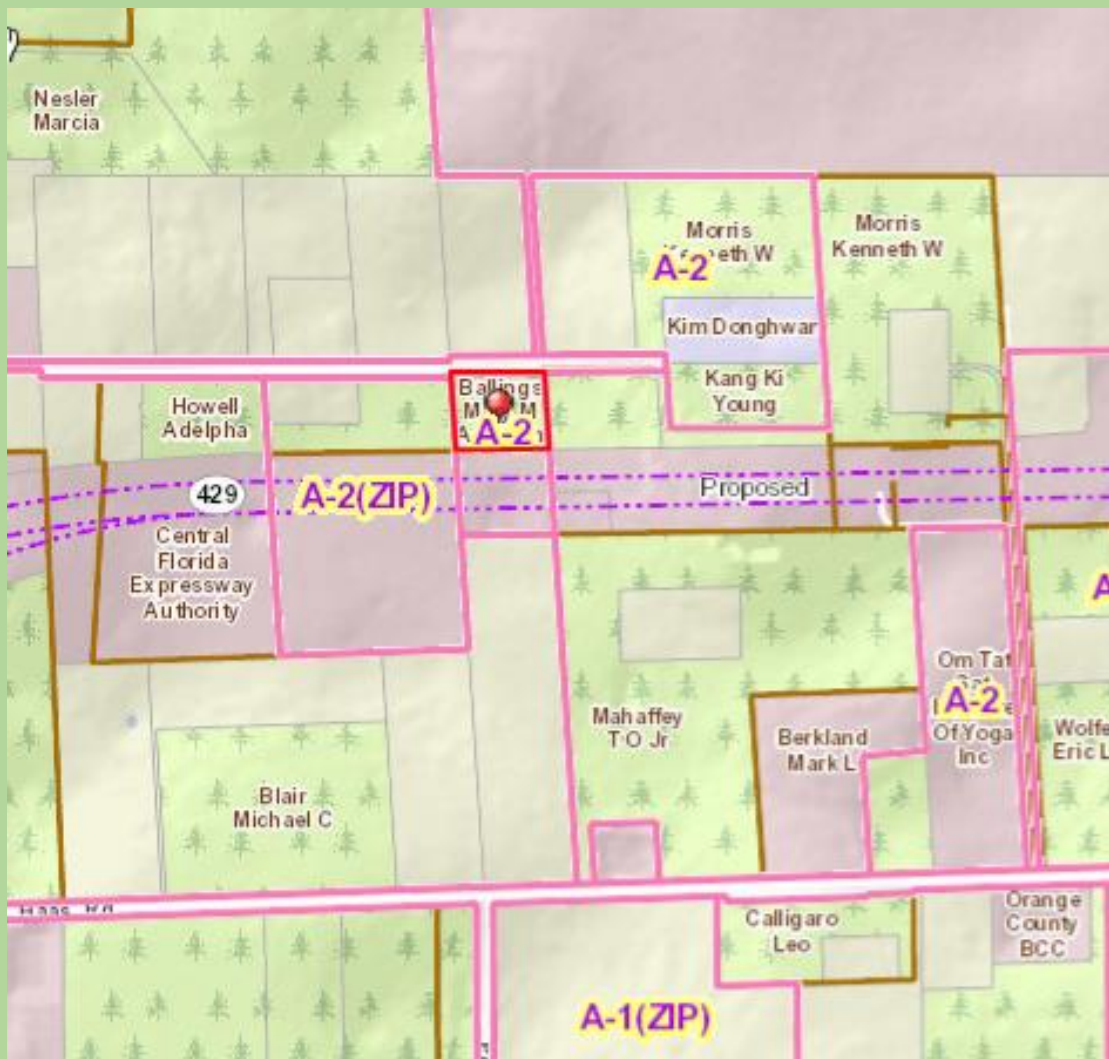 Nesler
Marcia
Morris
Kenneth W
A-2
Morris
Kenneth W
Kim Donghwan
Kang Ki
Young
Howell
Adelpha
Ballings
A-2
429
A-2(ZIP)
Proposed
Central
Florida
Expressway
Authority
Om Tat
A-2
Of Yoga
Inc
Mahaffey
T O Jr
Berkland
Mark L
Wolfe
Eric L
Blair
Michael C
Calligaro
Leo
Orange
County
BCC
A-1(ZIP)